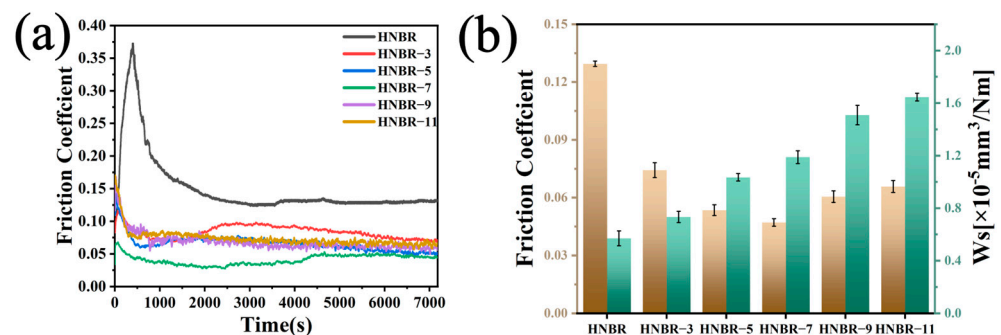 (a)
Friction Coeffcient
0.40
0.35
0.30
0.25
0.20
0.15
0.10
0.05
0.00
HNBR
HNBR−3
HNBR−5
HNBR−7
HNBR−9
HNBR−11
0 1000 2000 3000 4000 5000 6000 7000
Time(s)
(b)
Friction Coeffcient
0.15
0.12
0.09
0.06
0.03
0.00
2.0
1.6
1.2
0.8
0.4
0.0
Ws[×10⁻⁵mm³/Nm]
HNBR HNBR−3 HNBR−5 HNBR−7 HNBR−9 HNBR−11